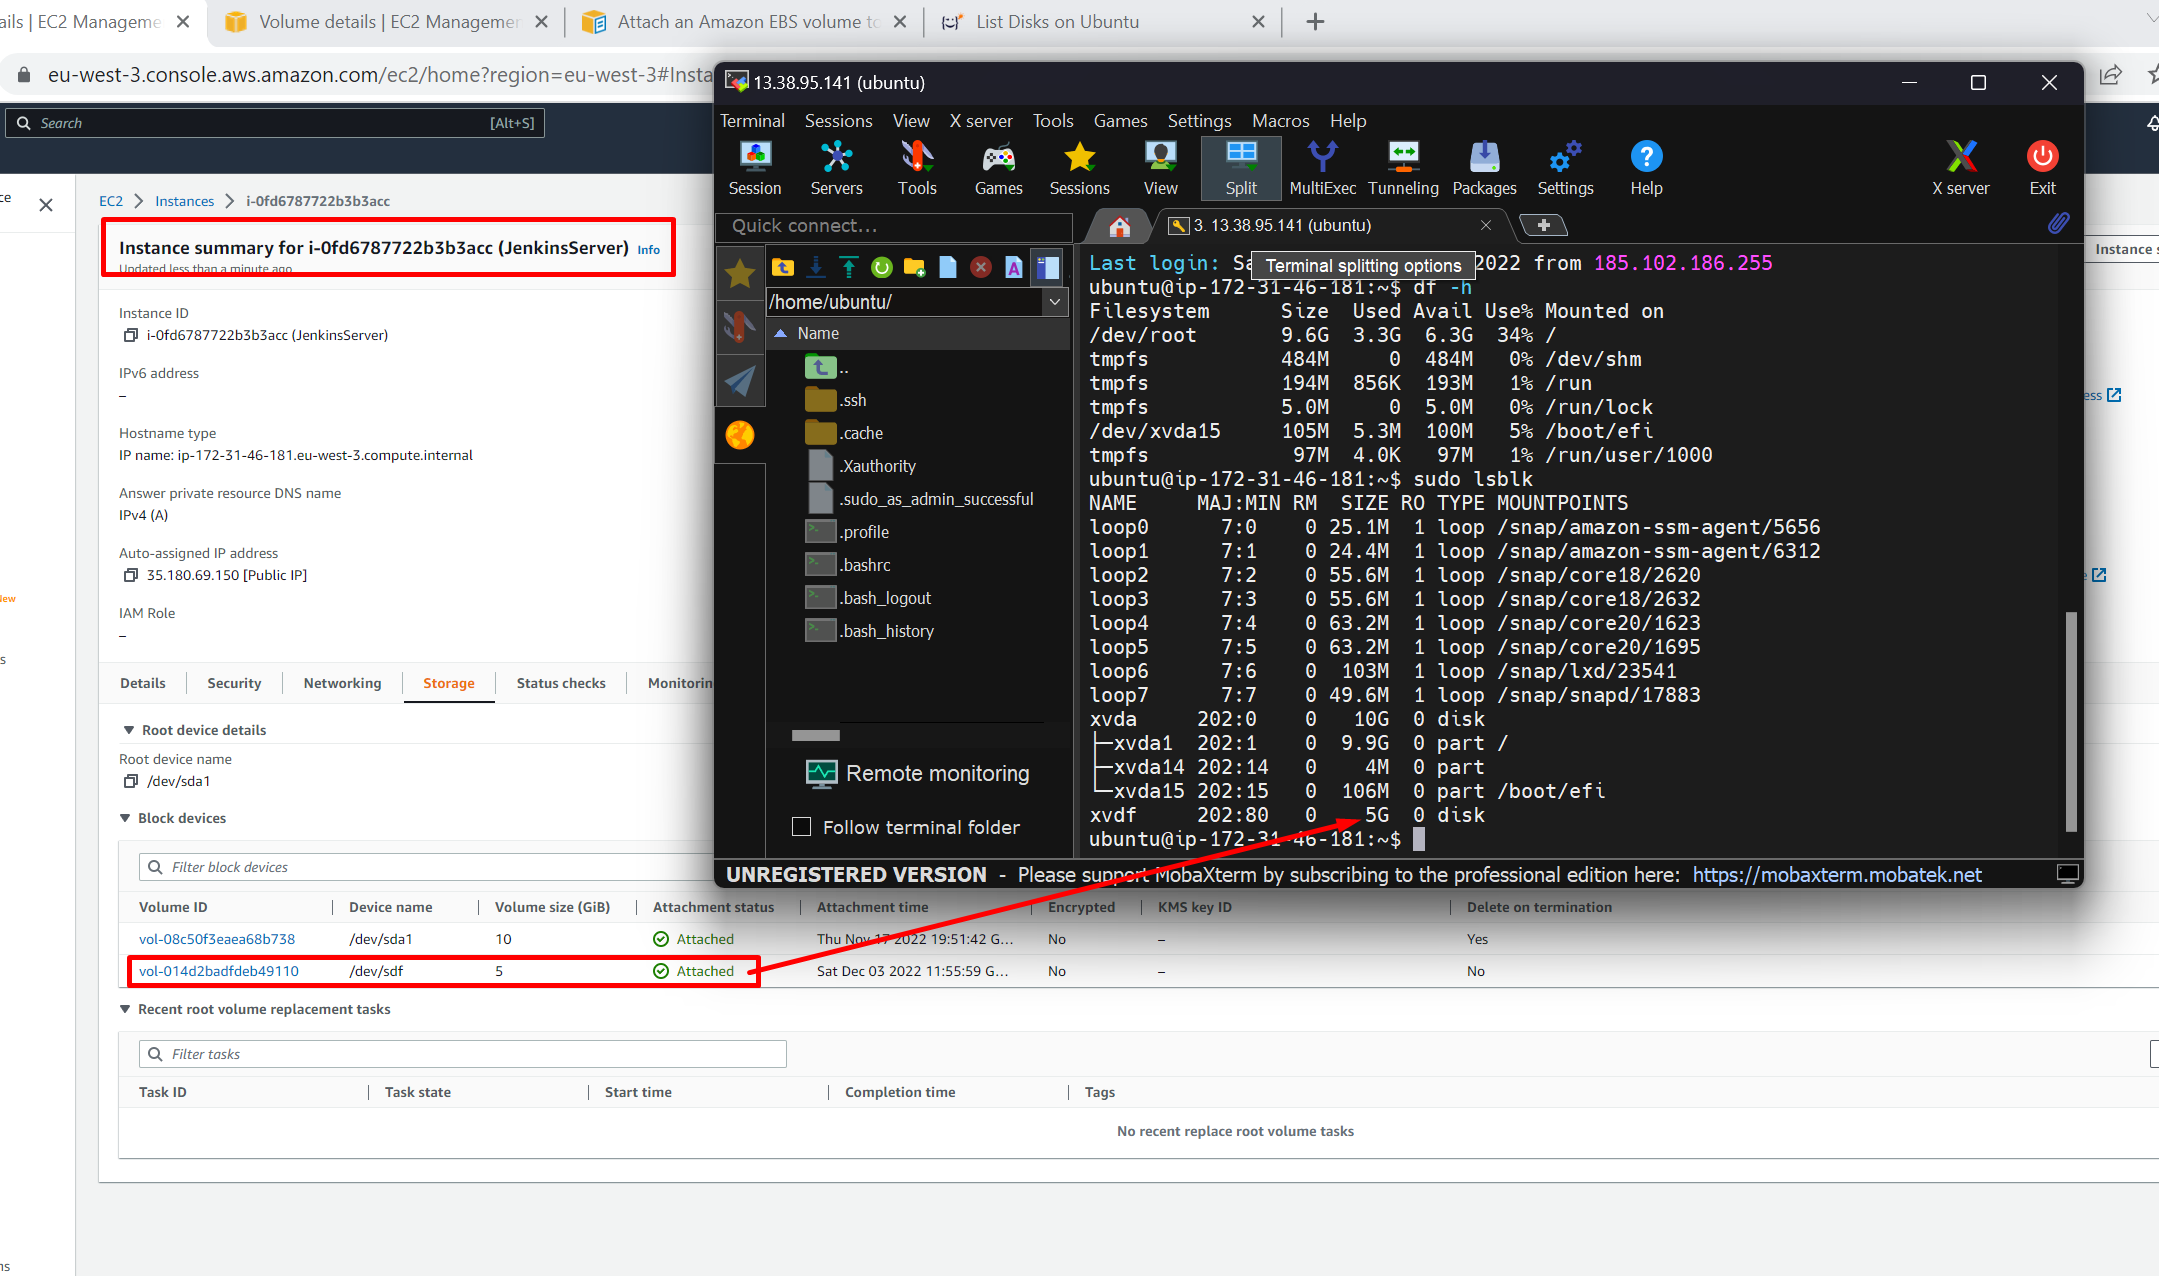 ails | EC2 Manageme
Volume details | EC2 Managemen
Attach an Amazon EBS volume to
List Disks on Ubuntu
eu-west-3.console.aws.amazon.com/ec2/home?region=eu-west-3#Insta
Search
[Alt+S]
ce
EC2
Instances
i-0fd6787722b3b3acc
Instance summary for i-0fd6787722b3b3acc (JenkinsServer) Info
Updated less than a minute ago
Instance s
Instance ID
i-0fd6787722b3b3acc (JenkinsServer)
IPv6 address
–
ess
Hostname type
IP name: ip-172-31-46-181.eu-west-3.compute.internal
Answer private resource DNS name
IPv4 (A)
Auto-assigned IP address
35.180.69.150 [Public IP]
New
IAM Role
–
s
Details
Security
Networking
Storage
Status checks
Monitorin
Root device details
Root device name
/dev/sda1
Block devices
Filter block devices
Volume ID Device name Volume size (GiB) Attachment status Attachment time Encrypted KMS key ID Delete on termination
vol-08c50f3eaea68b738 /dev/sda1 10 Attached Thu Nov 17 2022 19:51:42 G... No – Yes
vol-014d2badfdeb49110 /dev/sdf 5 Attached Sat Dec 03 2022 11:55:59 G... No – No
Recent root volume replacement tasks
Filter tasks
Task ID Task state Start time Completion time Tags
No recent replace root volume tasks
ns
13.38.95.141 (ubuntu)
Terminal Sessions View X server Tools Games Settings Macros Help
Session Servers Tools Games Sessions View Split MultiExec Tunneling Packages Settings Help X server Exit
Quick connect...
3. 13.38.95.141 (ubuntu)
/home/ubuntu/
Name
..
.ssh
.cache
.Xauthority
.sudo_as_admin_successful
.profile
.bashrc
.bash_logout
.bash_history
Remote monitoring
Follow terminal folder
Terminal splitting options
Last login: Sa 2022 from 185.102.186.255
ubuntu@ip-172-31-46-181:~$ df -h
Filesystem Size Used Avail Use% Mounted on
/dev/root 9.6G 3.3G 6.3G 34% /
tmpfs 484M 0 484M 0% /dev/shm
tmpfs 194M 856K 193M 1% /run
tmpfs 5.0M 0 5.0M 0% /run/lock
/dev/xvda15 105M 5.3M 100M 5% /boot/efi
tmpfs 97M 4.0K 97M 1% /run/user/1000
ubuntu@ip-172-31-46-181:~$ sudo lsblk
NAME MAJ:MIN RM SIZE RO TYPE MOUNTPOINTS
loop0 7:0 0 25.1M 1 loop /snap/amazon-ssm-agent/5656
loop1 7:1 0 24.4M 1 loop /snap/amazon-ssm-agent/6312
loop2 7:2 0 55.6M 1 loop /snap/core18/2620
loop3 7:3 0 55.6M 1 loop /snap/core18/2632
loop4 7:4 0 63.2M 1 loop /snap/core20/1623
loop5 7:5 0 63.2M 1 loop /snap/core20/1695
loop6 7:6 0 103M 1 loop /snap/lxd/23541
loop7 7:7 0 49.6M 1 loop /snap/snapd/17883
xvda 202:0 0 10G 0 disk
├─xvda1 202:1 0 9.9G 0 part /
├─xvda14 202:14 0 4M 0 part
└─xvda15 202:15 0 106M 0 part /boot/efi
xvdf 202:80 0 5G 0 disk
ubuntu@ip-172-31-46-181:~$
UNREGISTERED VERSION - Please support MobaXterm by subscribing to the professional edition here: https://mobaxterm.mobatek.net